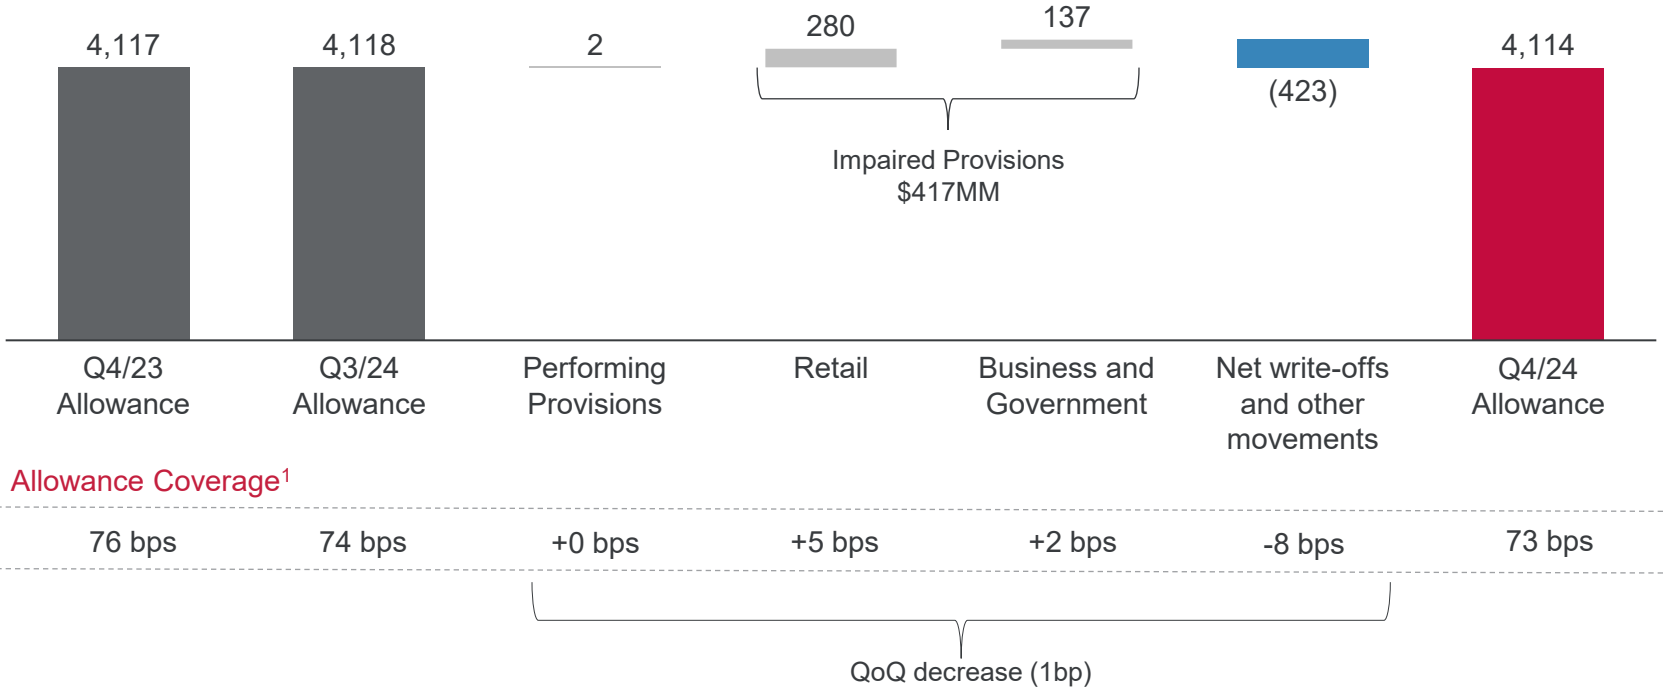 4,117
4,118
2
280
137
(423)
4,114
Impaired Provisions
$417MM
Q4/23
Allowance
Q3/24
Allowance
Performing
Provisions
Retail
Business and
Government
Net write-offs
and other
movements
Q4/24
Allowance
Allowance Coverage¹
76 bps
74 bps
+0 bps
+5 bps
+2 bps
-8 bps
73 bps
QoQ decrease (1bp)